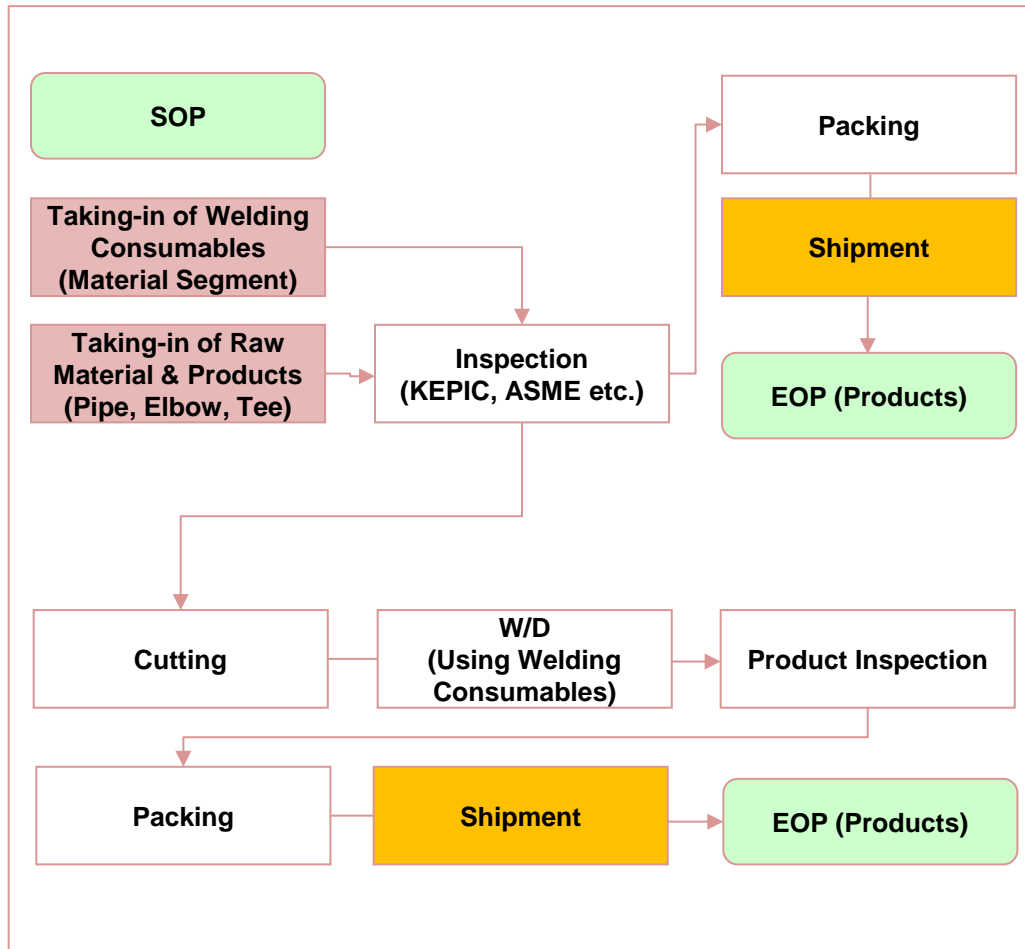 SOP
Packing
Taking-in of Welding
Consumables
(Material Segment)
Shipment
Taking-in of Raw
Material & Products
(Pipe, Elbow, Tee)
Inspection
(KEPIC, ASME etc.)
EOP (Products)
Cutting
W/D
(Using Welding
Consumables)
Product Inspection
Packing
Shipment
EOP (Products)